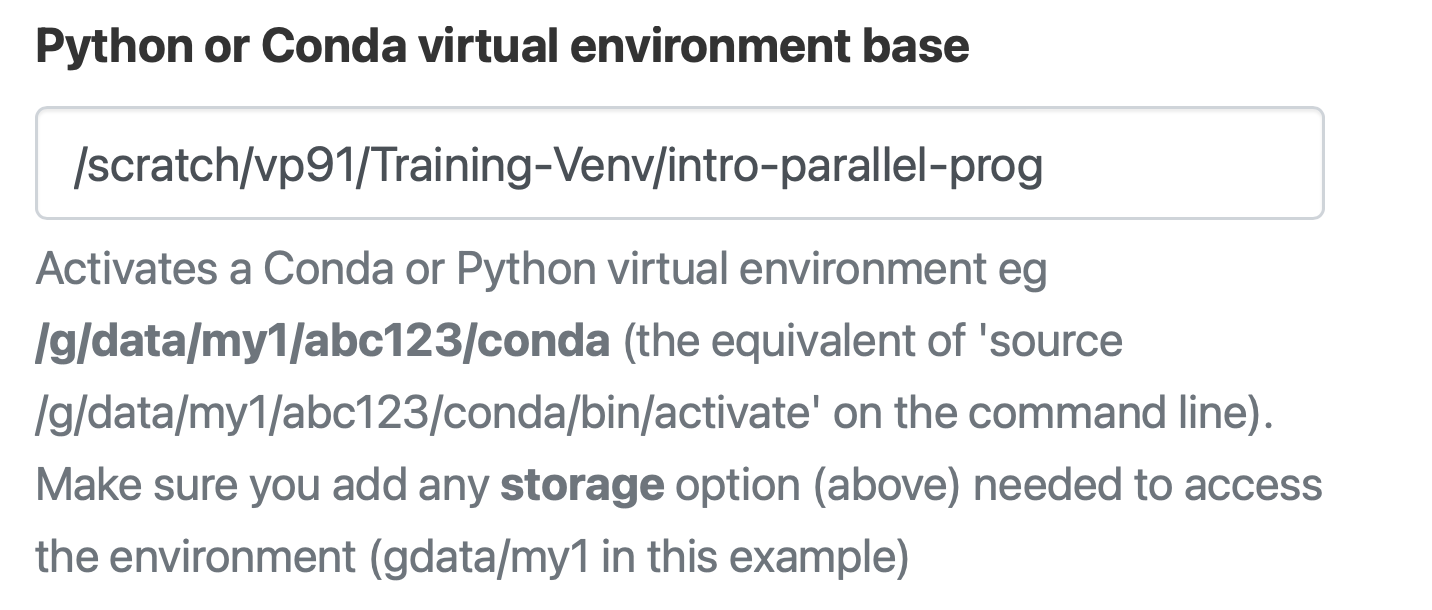 Python or Conda virtual environment base
/scratch/vp91/Training-Venv/intro-parallel-prog
Activates a Conda or Python virtual environment eg
/g/data/my1/abc123/conda (the equivalent of 'source
/g/data/my1/abc123/conda/bin/activate' on the command line).
Make sure you add any storage option (above) needed to access
the environment (gdata/my1 in this example)